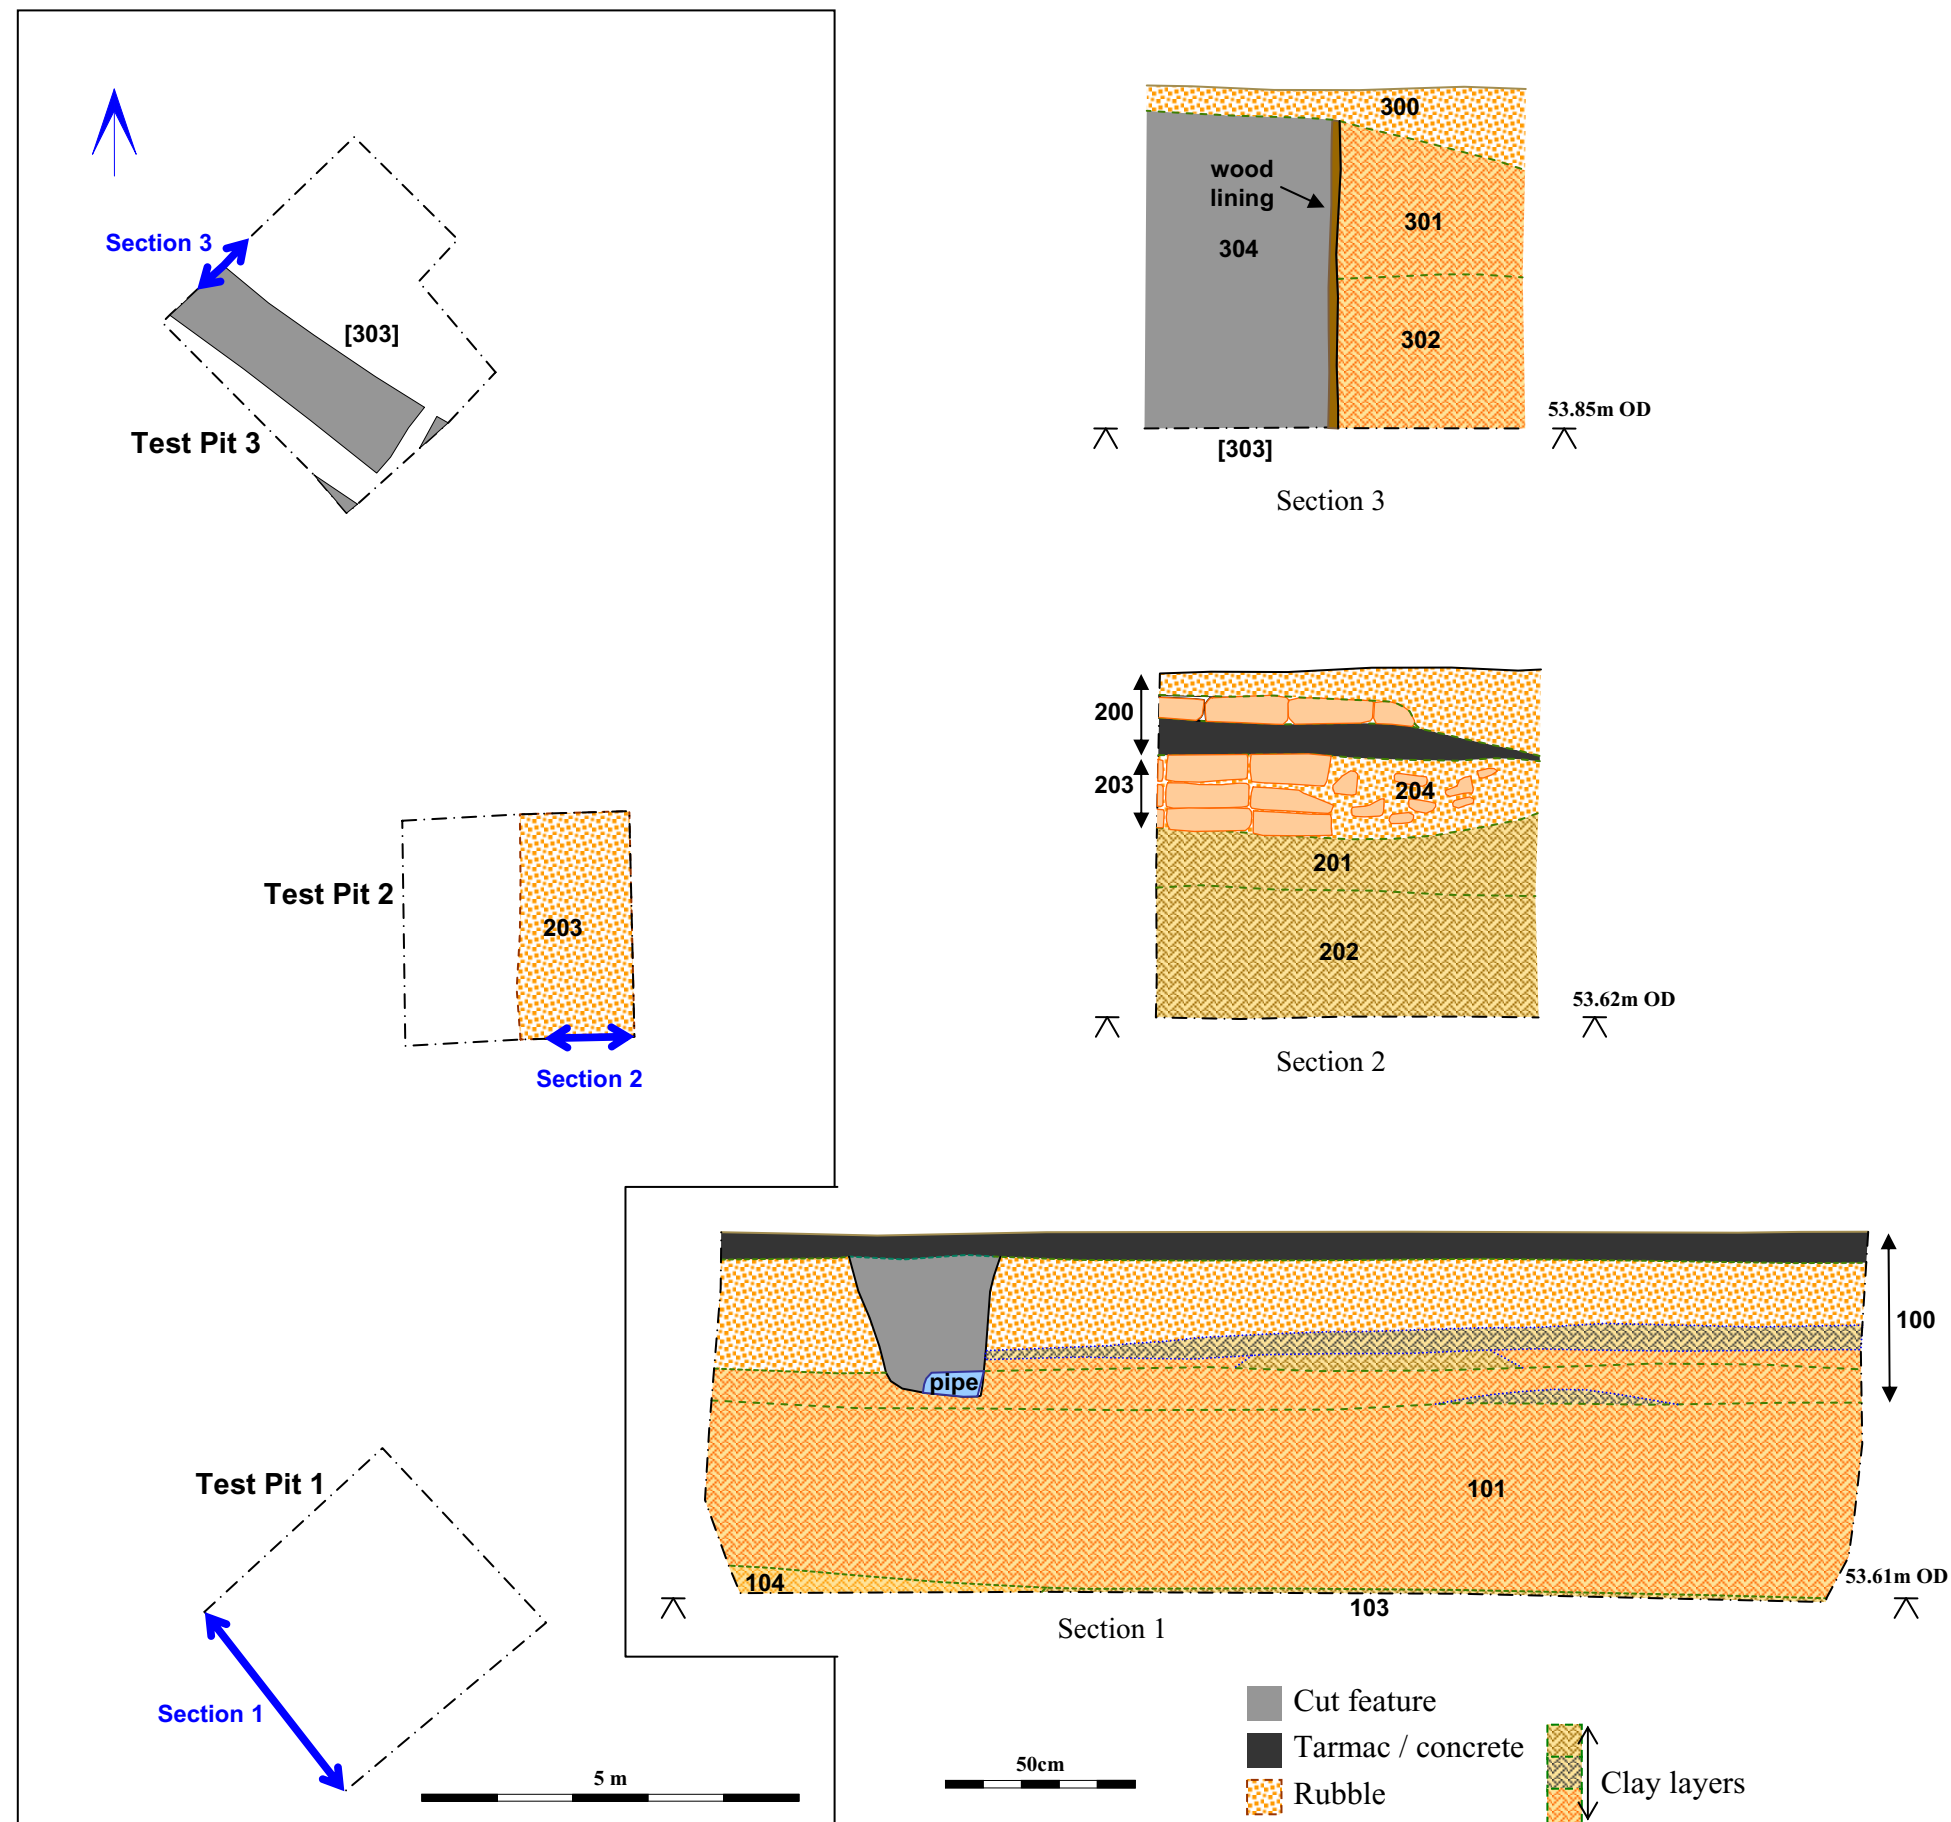 Section 3
[303]
Test Pit 3
Test Pit 2
203
Section 2
Test Pit 1
Section 1
5 m
300
wood
lining
304
301
302
53.85m OD
[303]
Section 3
200
203
204
201
202
53.62m OD
Section 2
pipe
100
101
104
53.61m OD
103
Section 1
50cm
Cut feature
Tarmac / concrete
Rubble
Clay layers